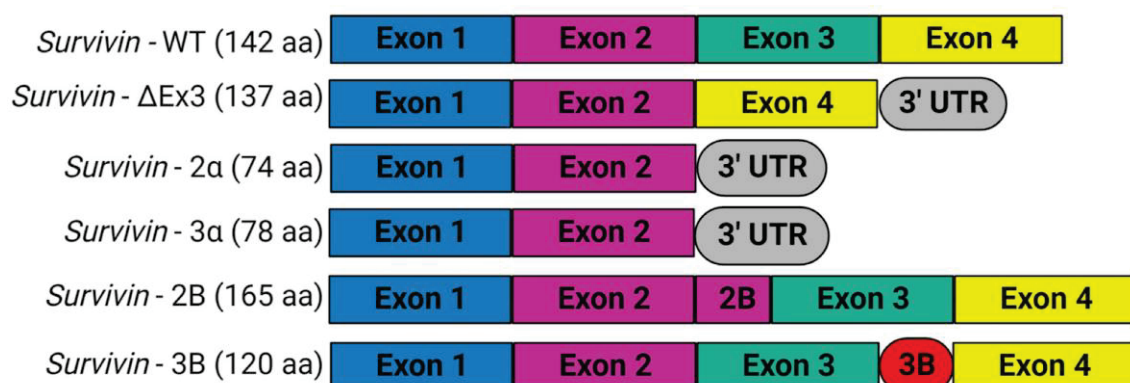 Survivin - WT (142 aa) Exon 1 Exon 2 Exon 3 Exon 4
Survivin - ΔEx3 (137 aa) Exon 1 Exon 2 Exon 4 3' UTR
Survivin - 2α (74 aa) Exon 1 Exon 2 3' UTR
Survivin - 3α (78 aa) Exon 1 Exon 2 3' UTR
Survivin - 2B (165 aa) Exon 1 Exon 2 2B Exon 3 Exon 4
Survivin - 3B (120 aa) Exon 1 Exon 2 Exon 3 3B Exon 4